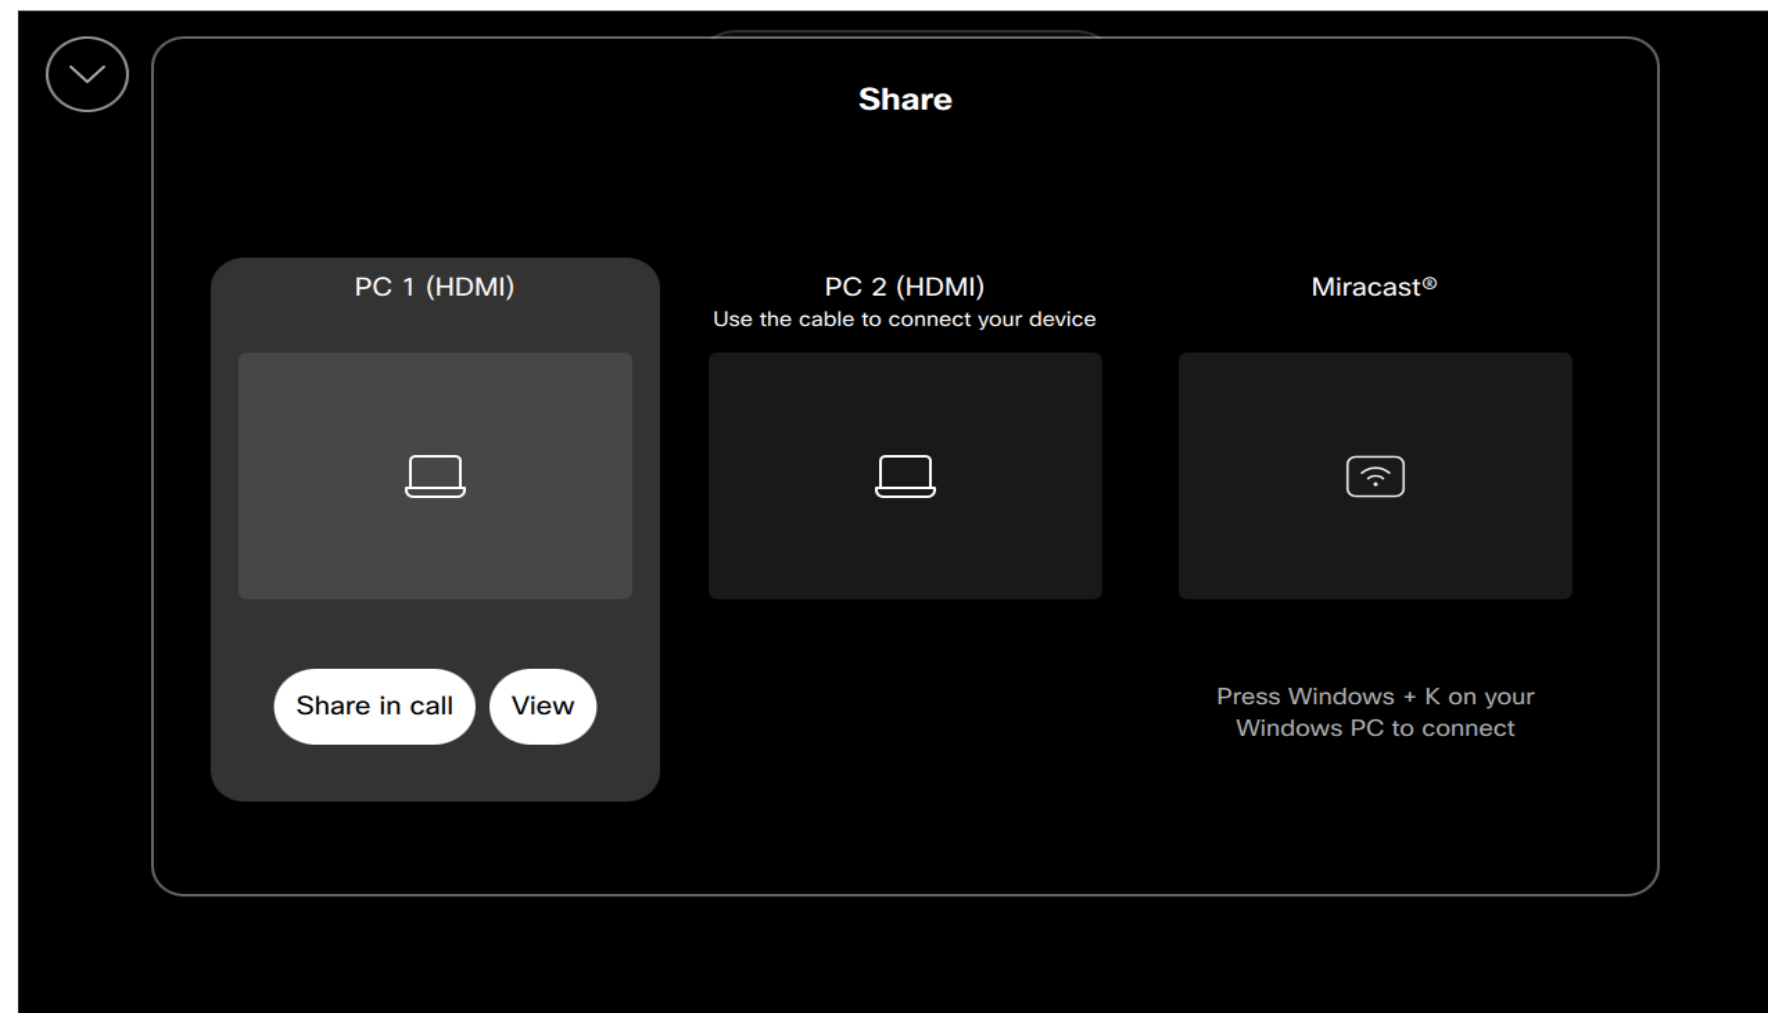 Share
PC 1 (HDMI)
Share in call
View
PC 2 (HDMI)
Use the cable to connect your device
Miracast®
Press Windows + K on your
Windows PC to connect